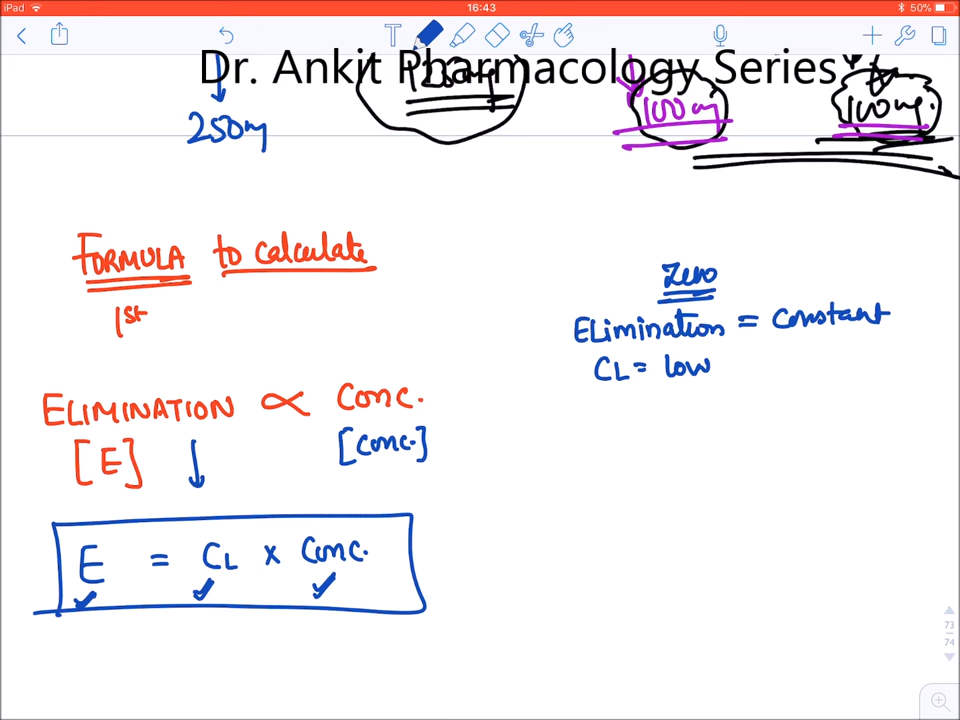 iPad 16:43 50%
Dr. Ankit Pharmacology Series
250mg
100mg
100mg.
FORMULA to calculate
1st
ELIMINATION ∝ Conc.
[E] ↓ [Conc.]
E = CL x Conc.
Zero
ELimination = constant
CL = low
73
74